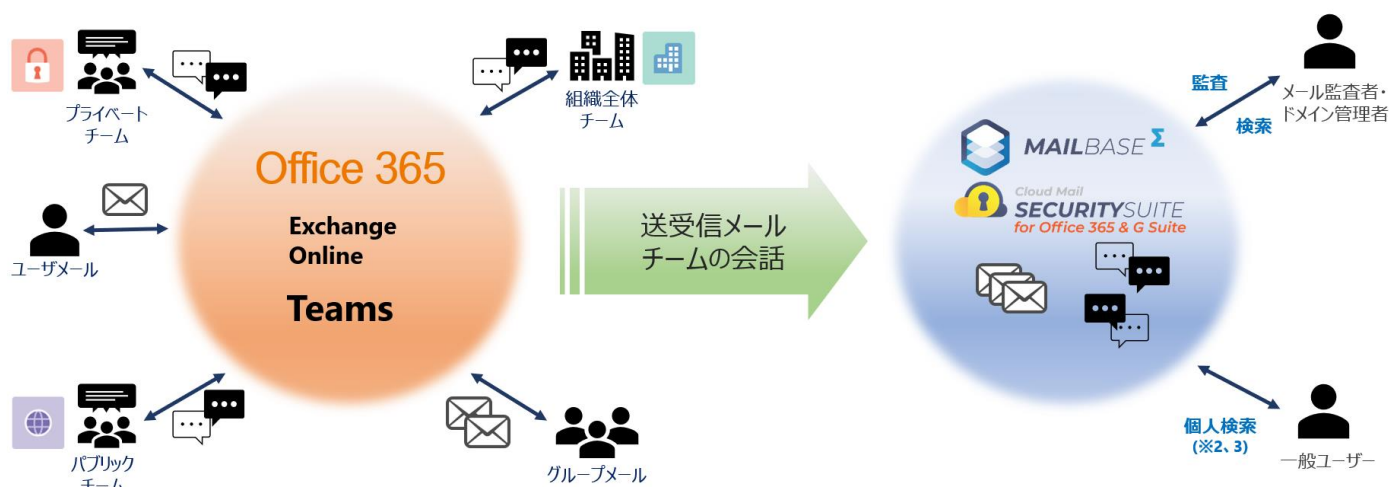 プライベート
チーム
組織全体
チーム
Office 365
Exchange
Online
Teams
ユーザメール
パブリック
チーム
グループメール
送受信メール
チームの会話
MAILBASE Σ
Cloud Mail
SECURITYSUITE
for Office 365 & G Suite
監査
検索
メール監査者・
ドメイン管理者
個人検索
(※2、3)
一般ユーザー